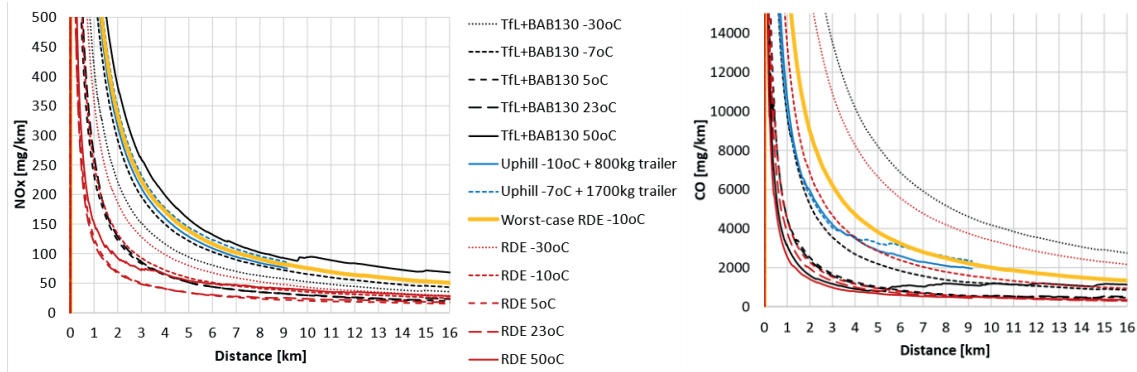 NOx [mg/km]
500
450
400
350
300
250
200
150
100
50
0
0 1 2 3 4 5 6 7 8 9 10 11 12 13 14 15 16
Distance [km]
TfL+BAB130 -30oC
TfL+BAB130 -7oC
TfL+BAB130 5oC
TfL+BAB130 23oC
TfL+BAB130 50oC
Uphill -10oC + 800kg trailer
Uphill -7oC + 1700kg trailer
Worst-case RDE -10oC
RDE -30oC
RDE -10oC
RDE 5oC
RDE 23oC
RDE 50oC
CO [mg/km]
14000
12000
10000
8000
6000
4000
2000
0
0 1 2 3 4 5 6 7 8 9 10 11 12 13 14 15 16
Distance [km]